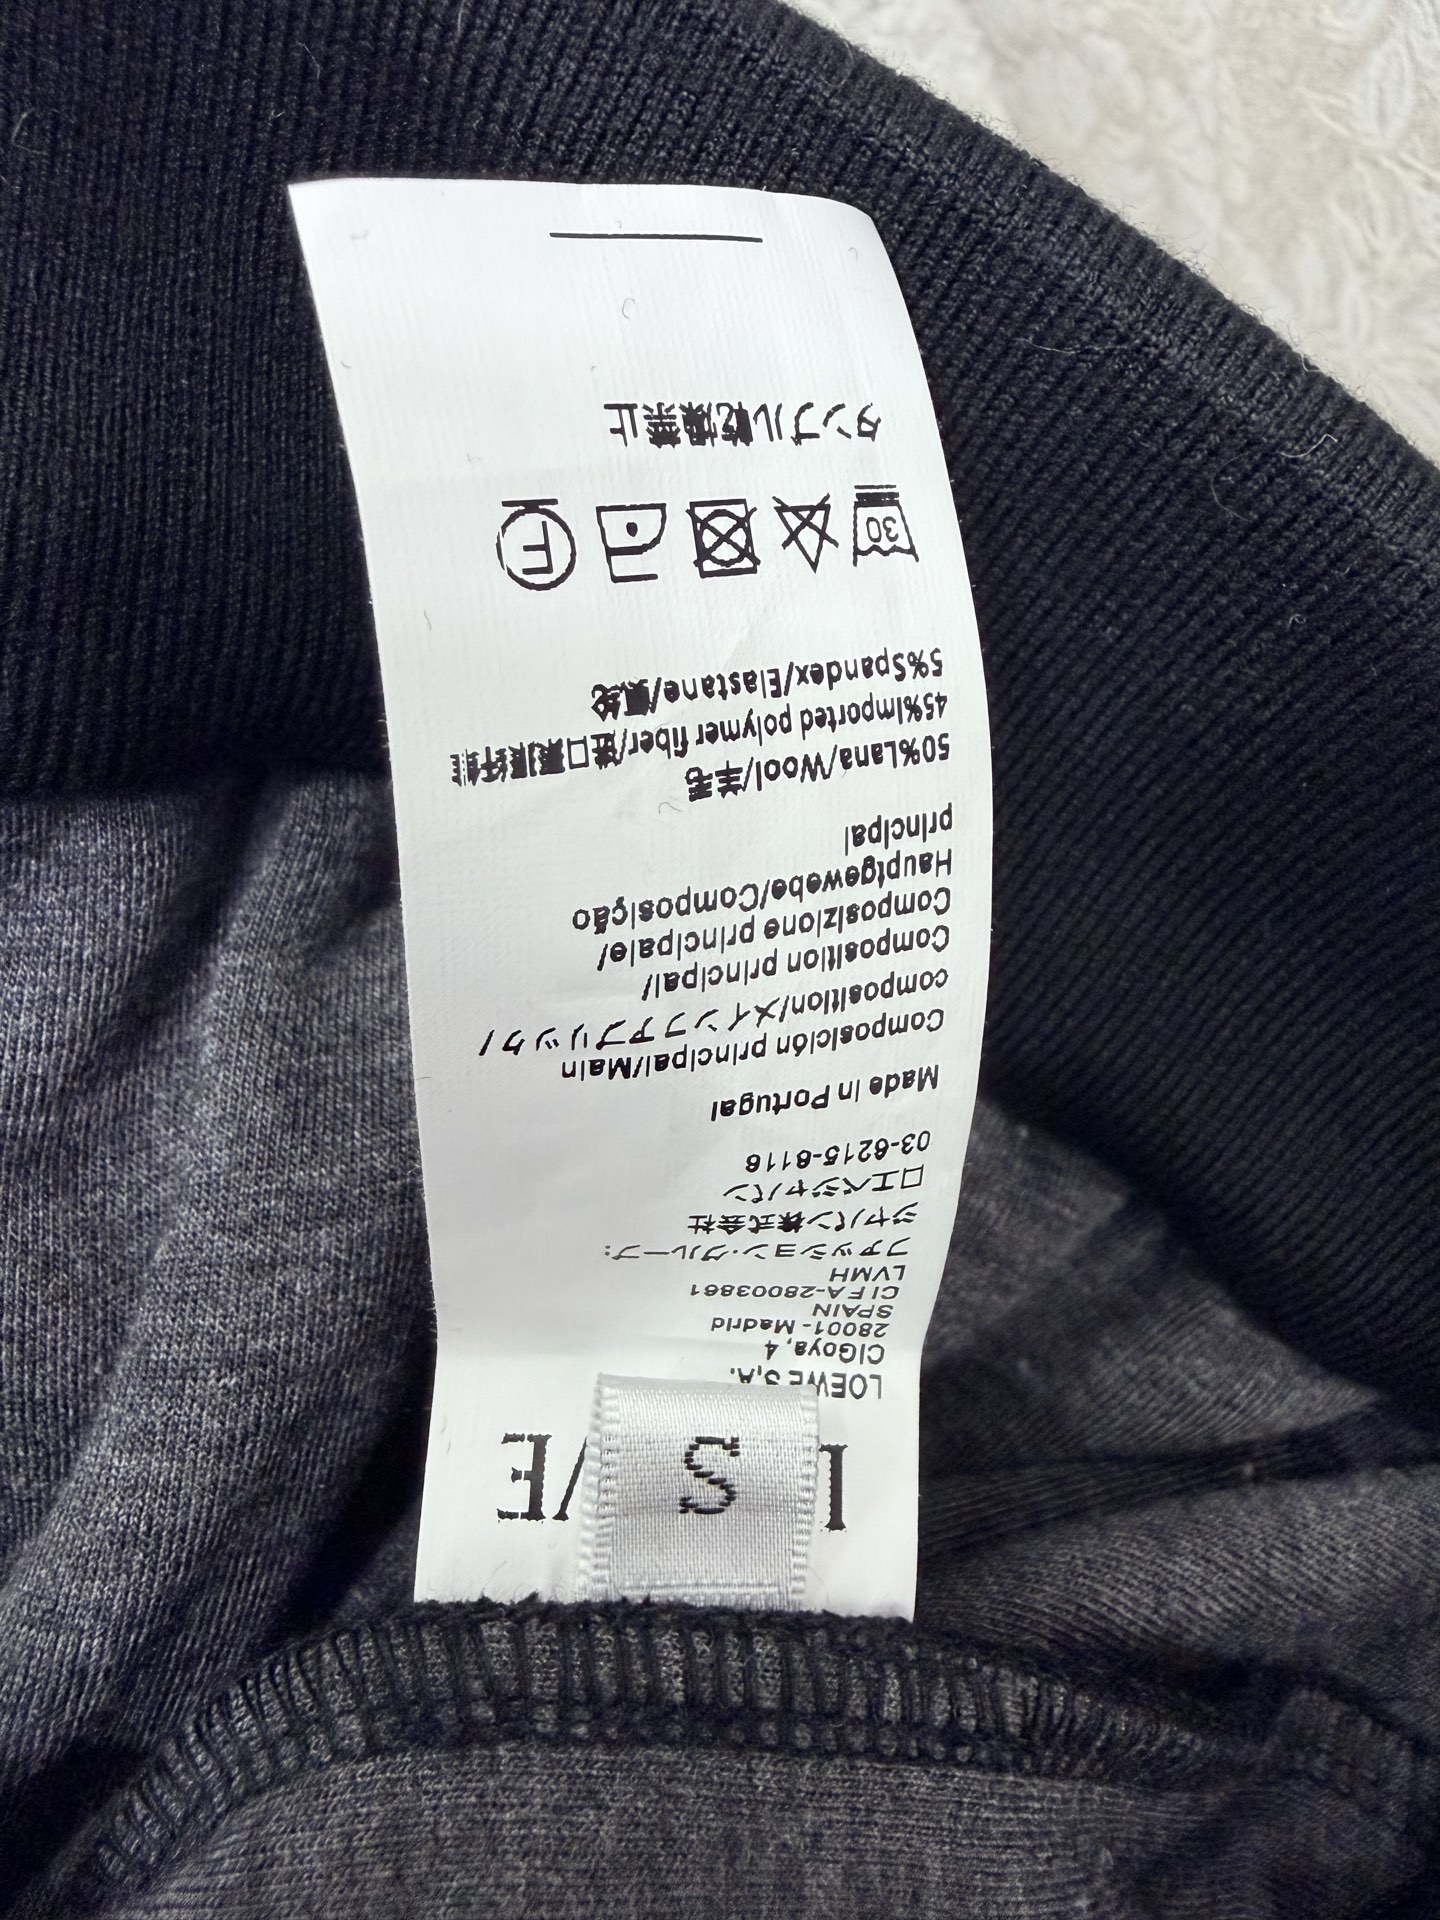 L WE
S
LOEWE S,A.
C|Goya, 4
28001- Madrid
SPAIN
CIFA-28003861
LVMH
ファッション・グループ:
ジャパン株式会社
ロエベジャパン
03-6215-6116
Made in Portugal
Composición principal/Main
composition/メインファブリック/
Composition principal/
Composizione principale/
Hauptgewebe/Composição
principal
50%Lana/Wool/羊毛
45%Imported polymer fiber/进口
5%Spandex/Elastane/氨纶
30 F
タンブル乾燥禁止